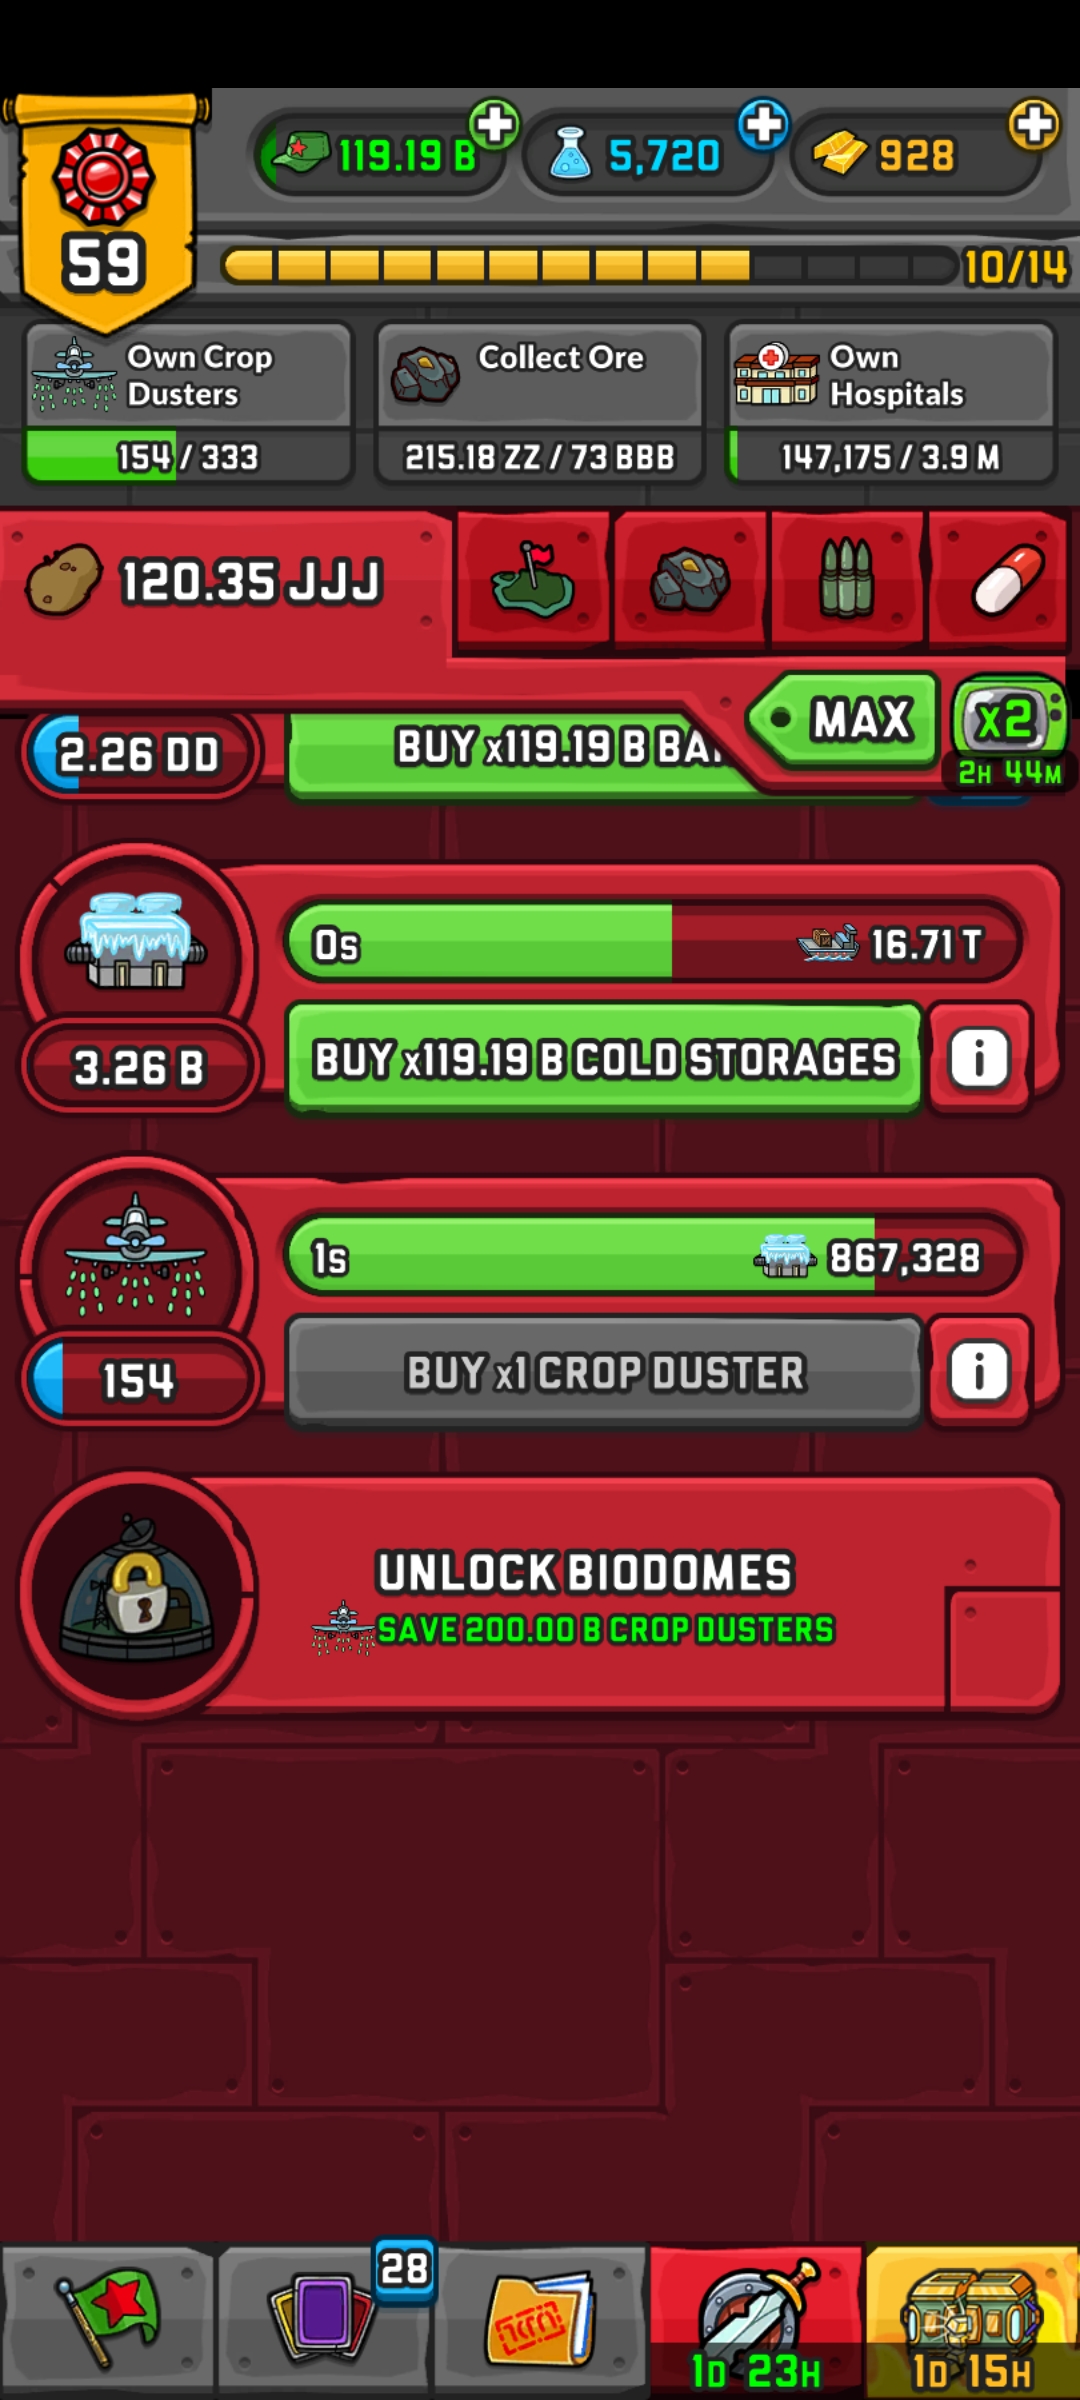 119.19 B
5,720
928
59
10/14
Own Crop
Dusters
Collect Ore
Own
Hospitals
154 / 333
215.18 ZZ / 73 BBB
147,175 / 3.9 M
120.35 JJJ
MAX
x2
2H 44M
2.26 DD
BUY x119.19 B
0s
16.71 T
3.26 B
BUY x119.19 B COLD STORAGES
i
1s
867,328
154
BUY x1 CROP DUSTER
i
UNLOCK BIODOMES
SAVE 200.00 B CROP DUSTERS
28
1D 23H
1D 15H